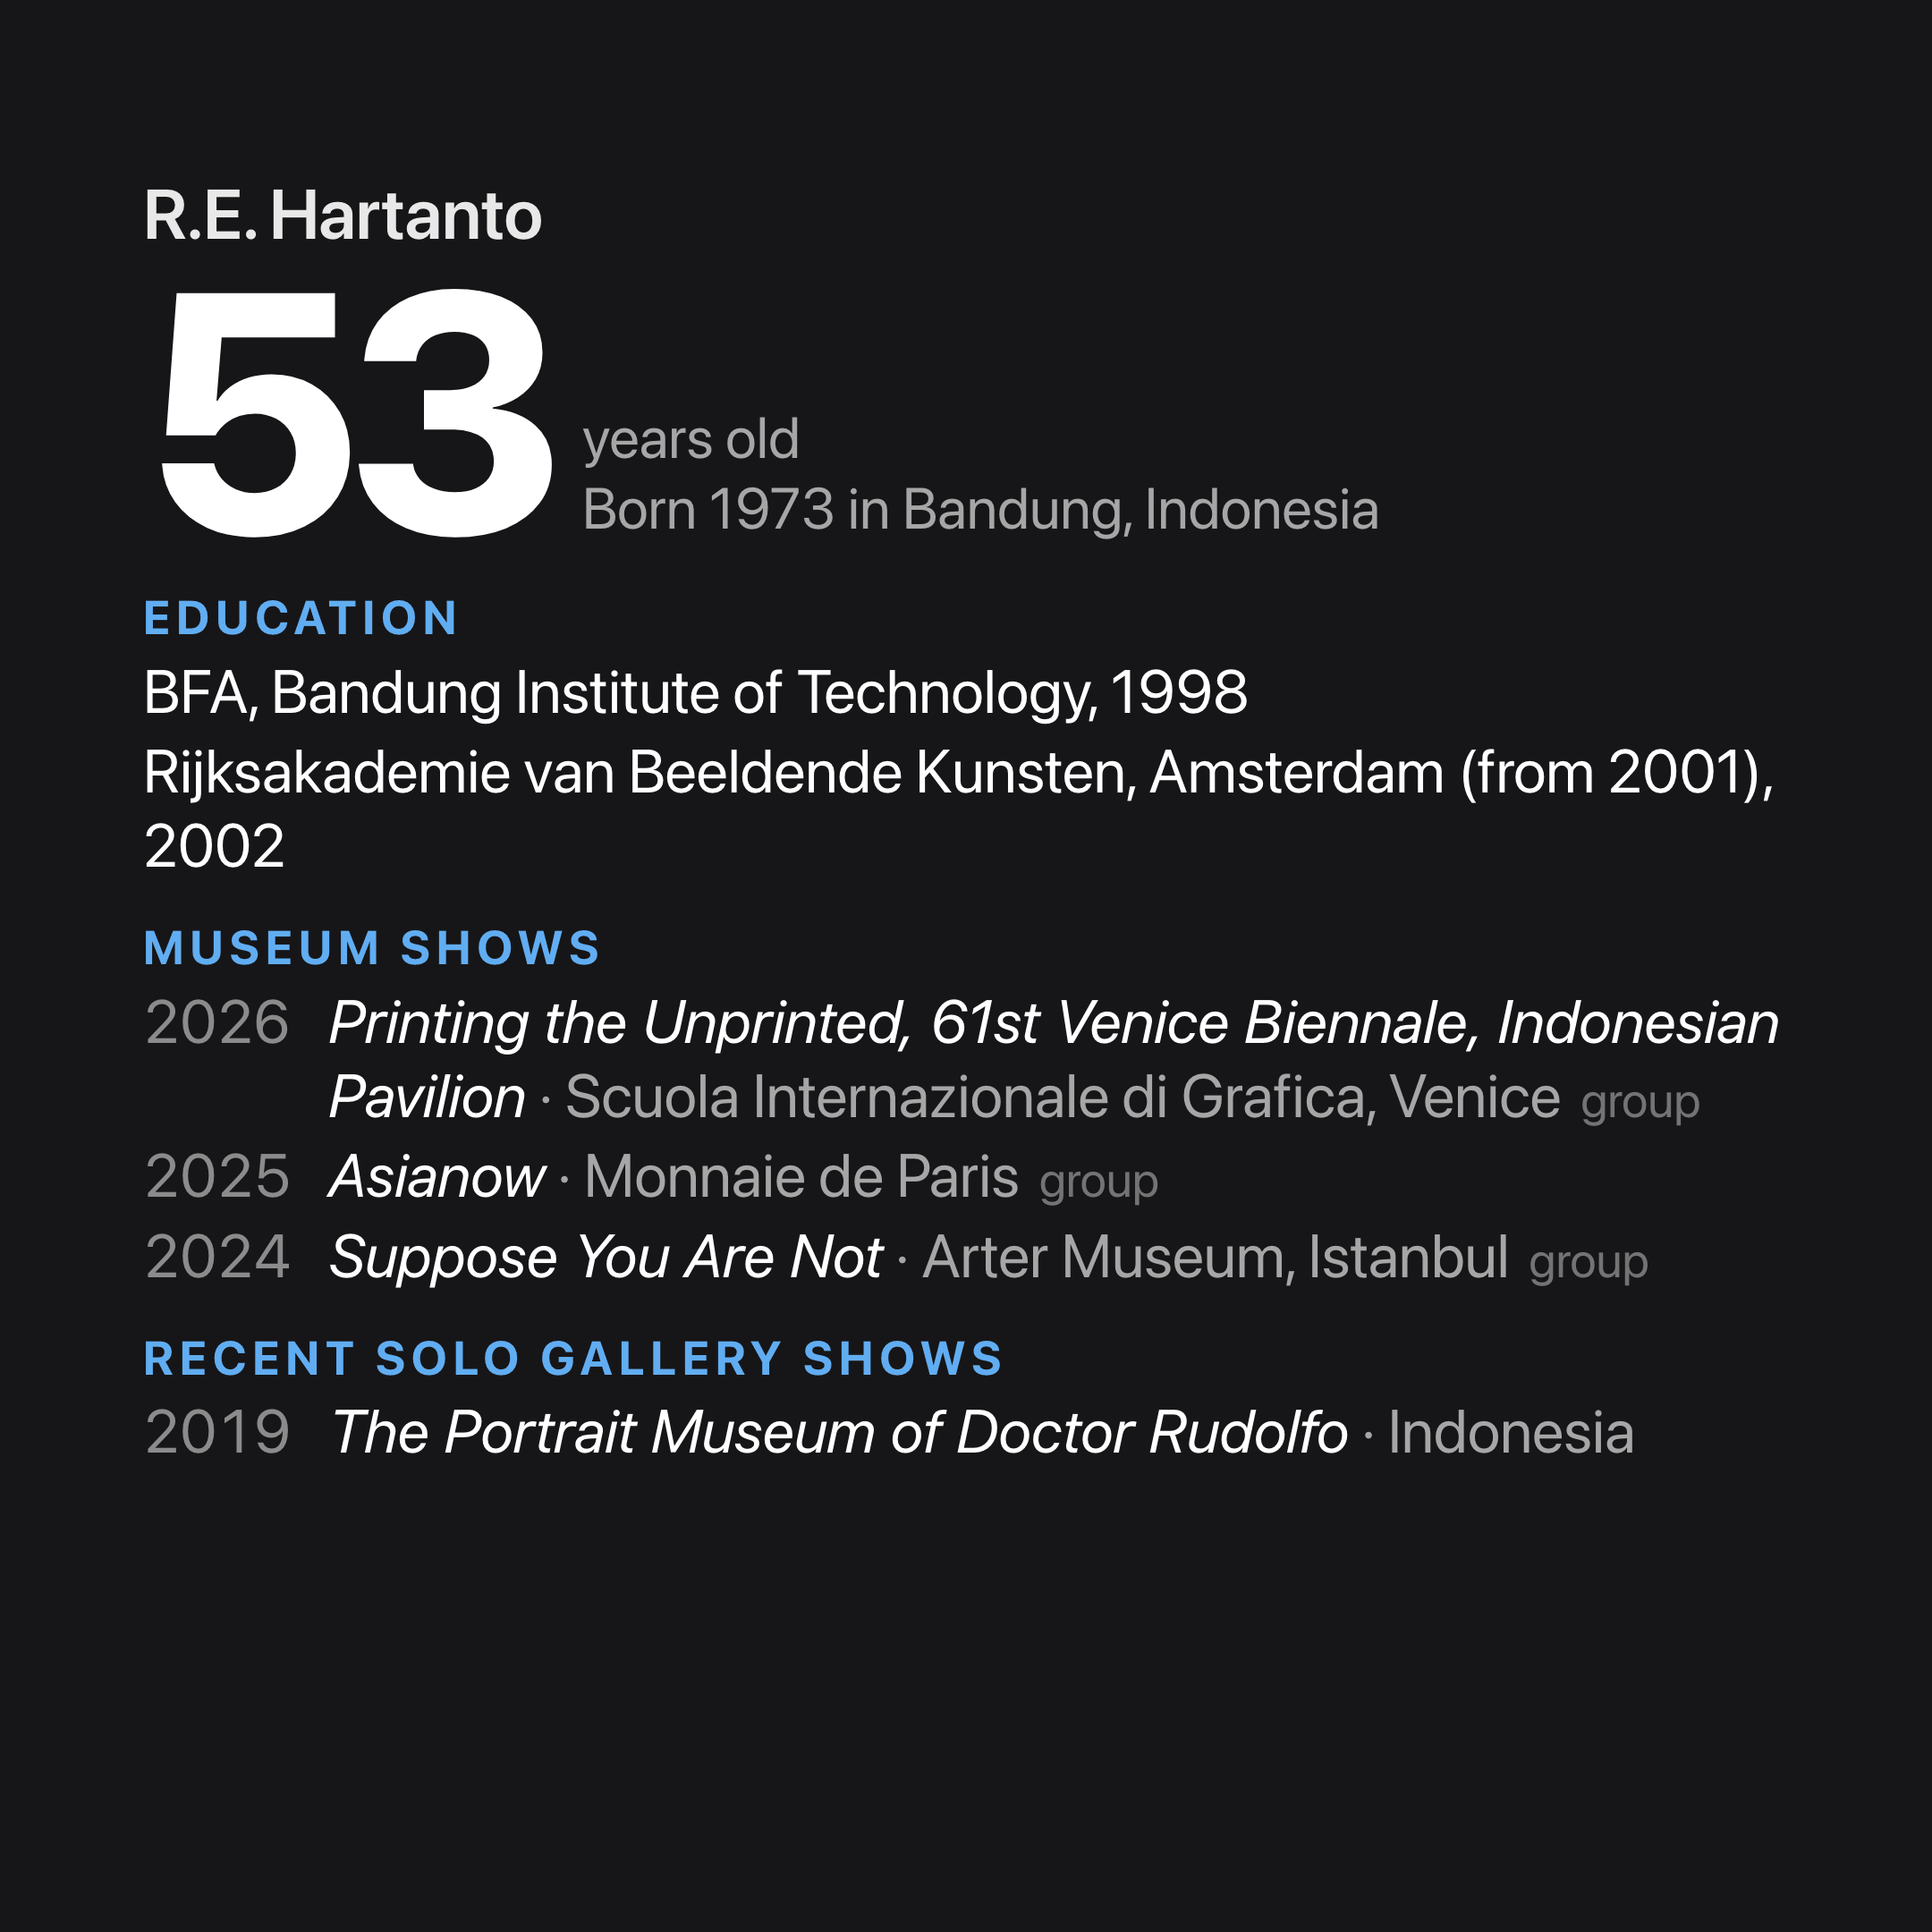 R.E. Hartanto
53
years old
Born 1973 in Bandung, Indonesia
EDUCATION
BFA, Bandung Institute of Technology, 1998
Rijksakademie van Beeldende Kunsten, Amsterdam (from 2001),
2002
MUSEUM SHOWS
2026 Printing the Unprinted, 61st Venice Biennale, Indonesian
Pavilion · Scuola Internazionale di Grafica, Venice group
2025 Asianow · Monnaie de Paris group
2024 Suppose You Are Not · Arter Museum, Istanbul group
RECENT SOLO GALLERY SHOWS
2019 The Portrait Museum of Doctor Rudolfo · Indonesia